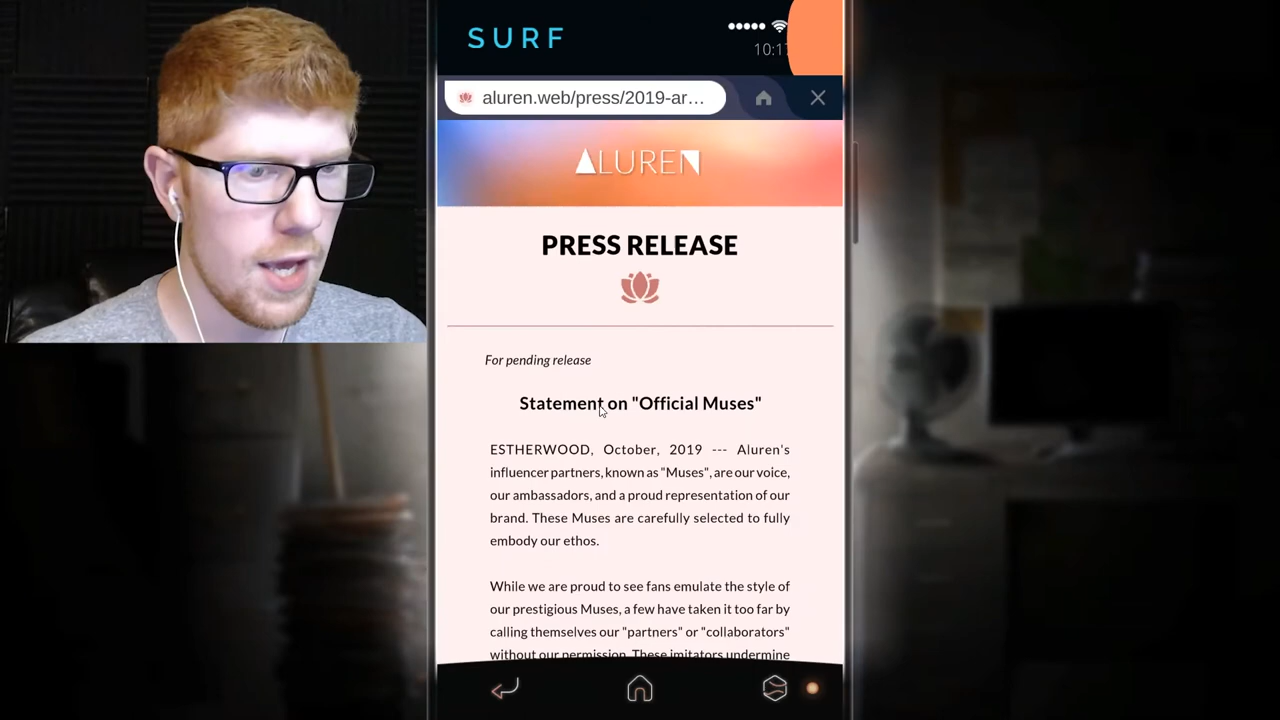 SURF
10:1
aluren.web/press/2019-ar...
ALUREN
PRESS RELEASE
For pending release
Statement on "Official Muses"
ESTHERWOOD, October, 2019 --- Aluren's
influencer partners, known as "Muses", are our voice,
our ambassadors, and a proud representation of our
brand. These Muses are carefully selected to fully
embody our ethos.
While we are proud to see fans emulate the style of
our prestigious Muses, a few have taken it too far by
calling themselves our "partners" or "collaborators"
without our permission. These imitators undermine